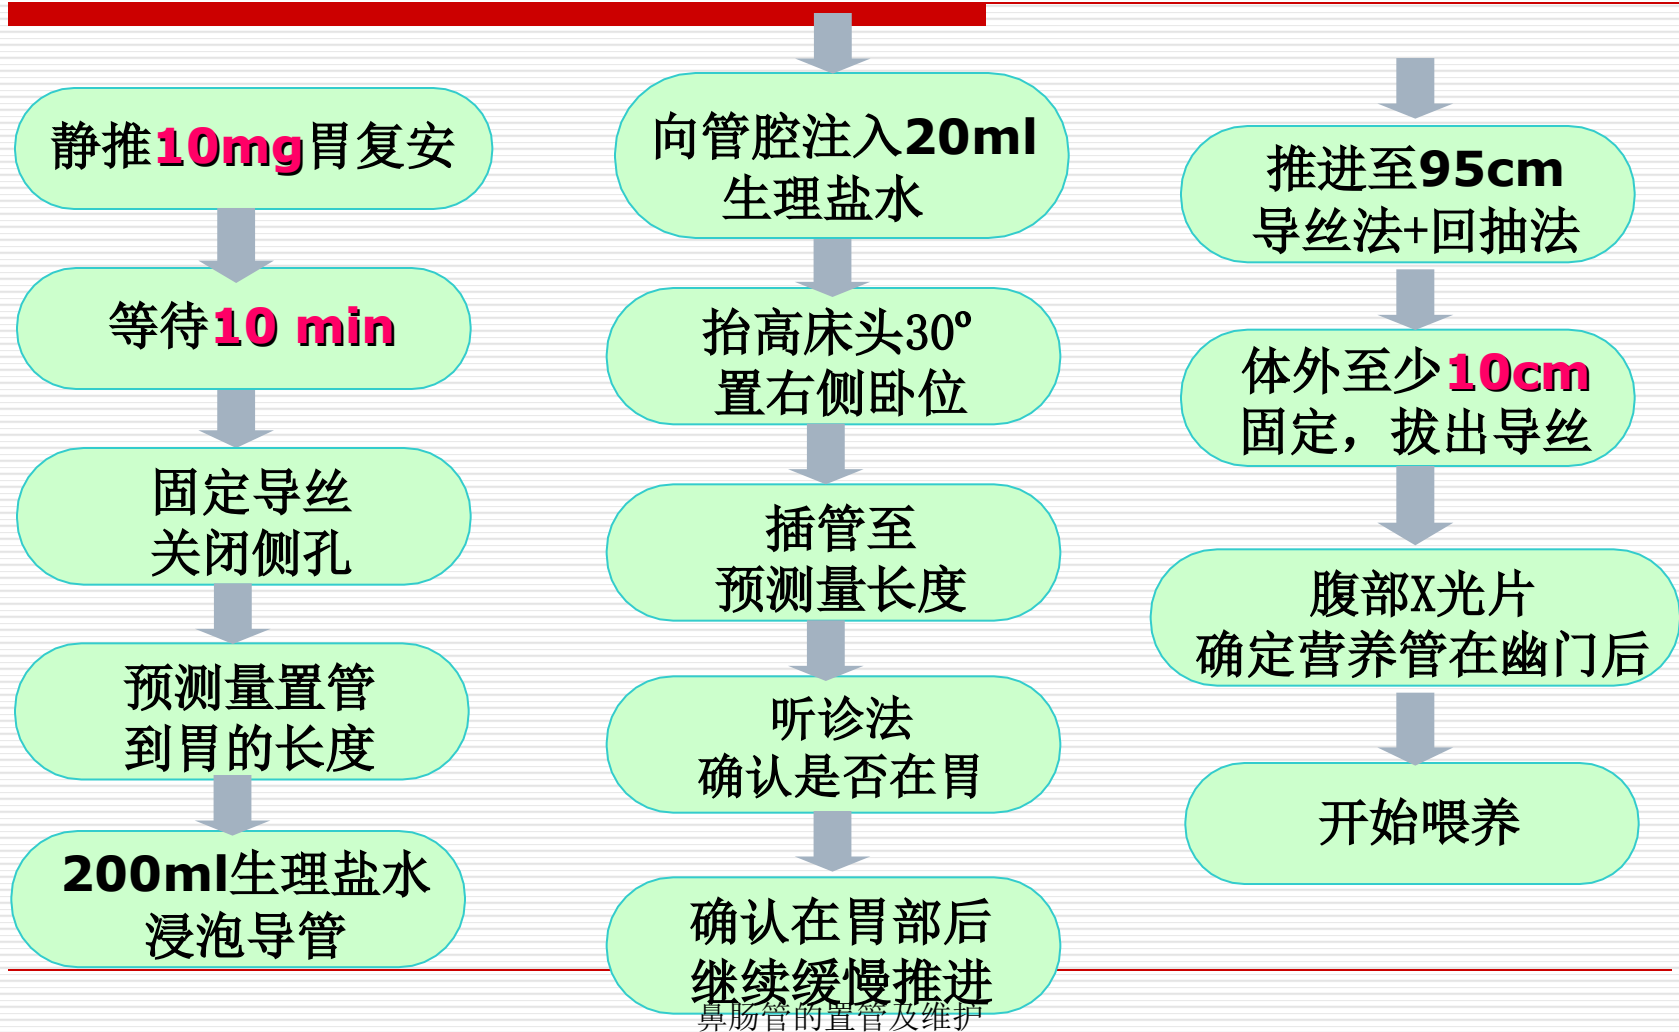 静推10mg胃复安
等待10 min
固定导丝
关闭侧孔
预测量置管
到胃的长度
200ml生理盐水
浸泡导管
向管腔注入20ml
生理盐水
抬高床头30º
置右侧卧位
插管至
预测量长度
听诊法
确认是否在胃
确认在胃部后
继续缓慢推进
推进至95cm
导丝法+回抽法
体外至少10cm
固定，拔出导丝
腹部X光片
确定营养管在幽门后
开始喂养
鼻肠管的置管及维护